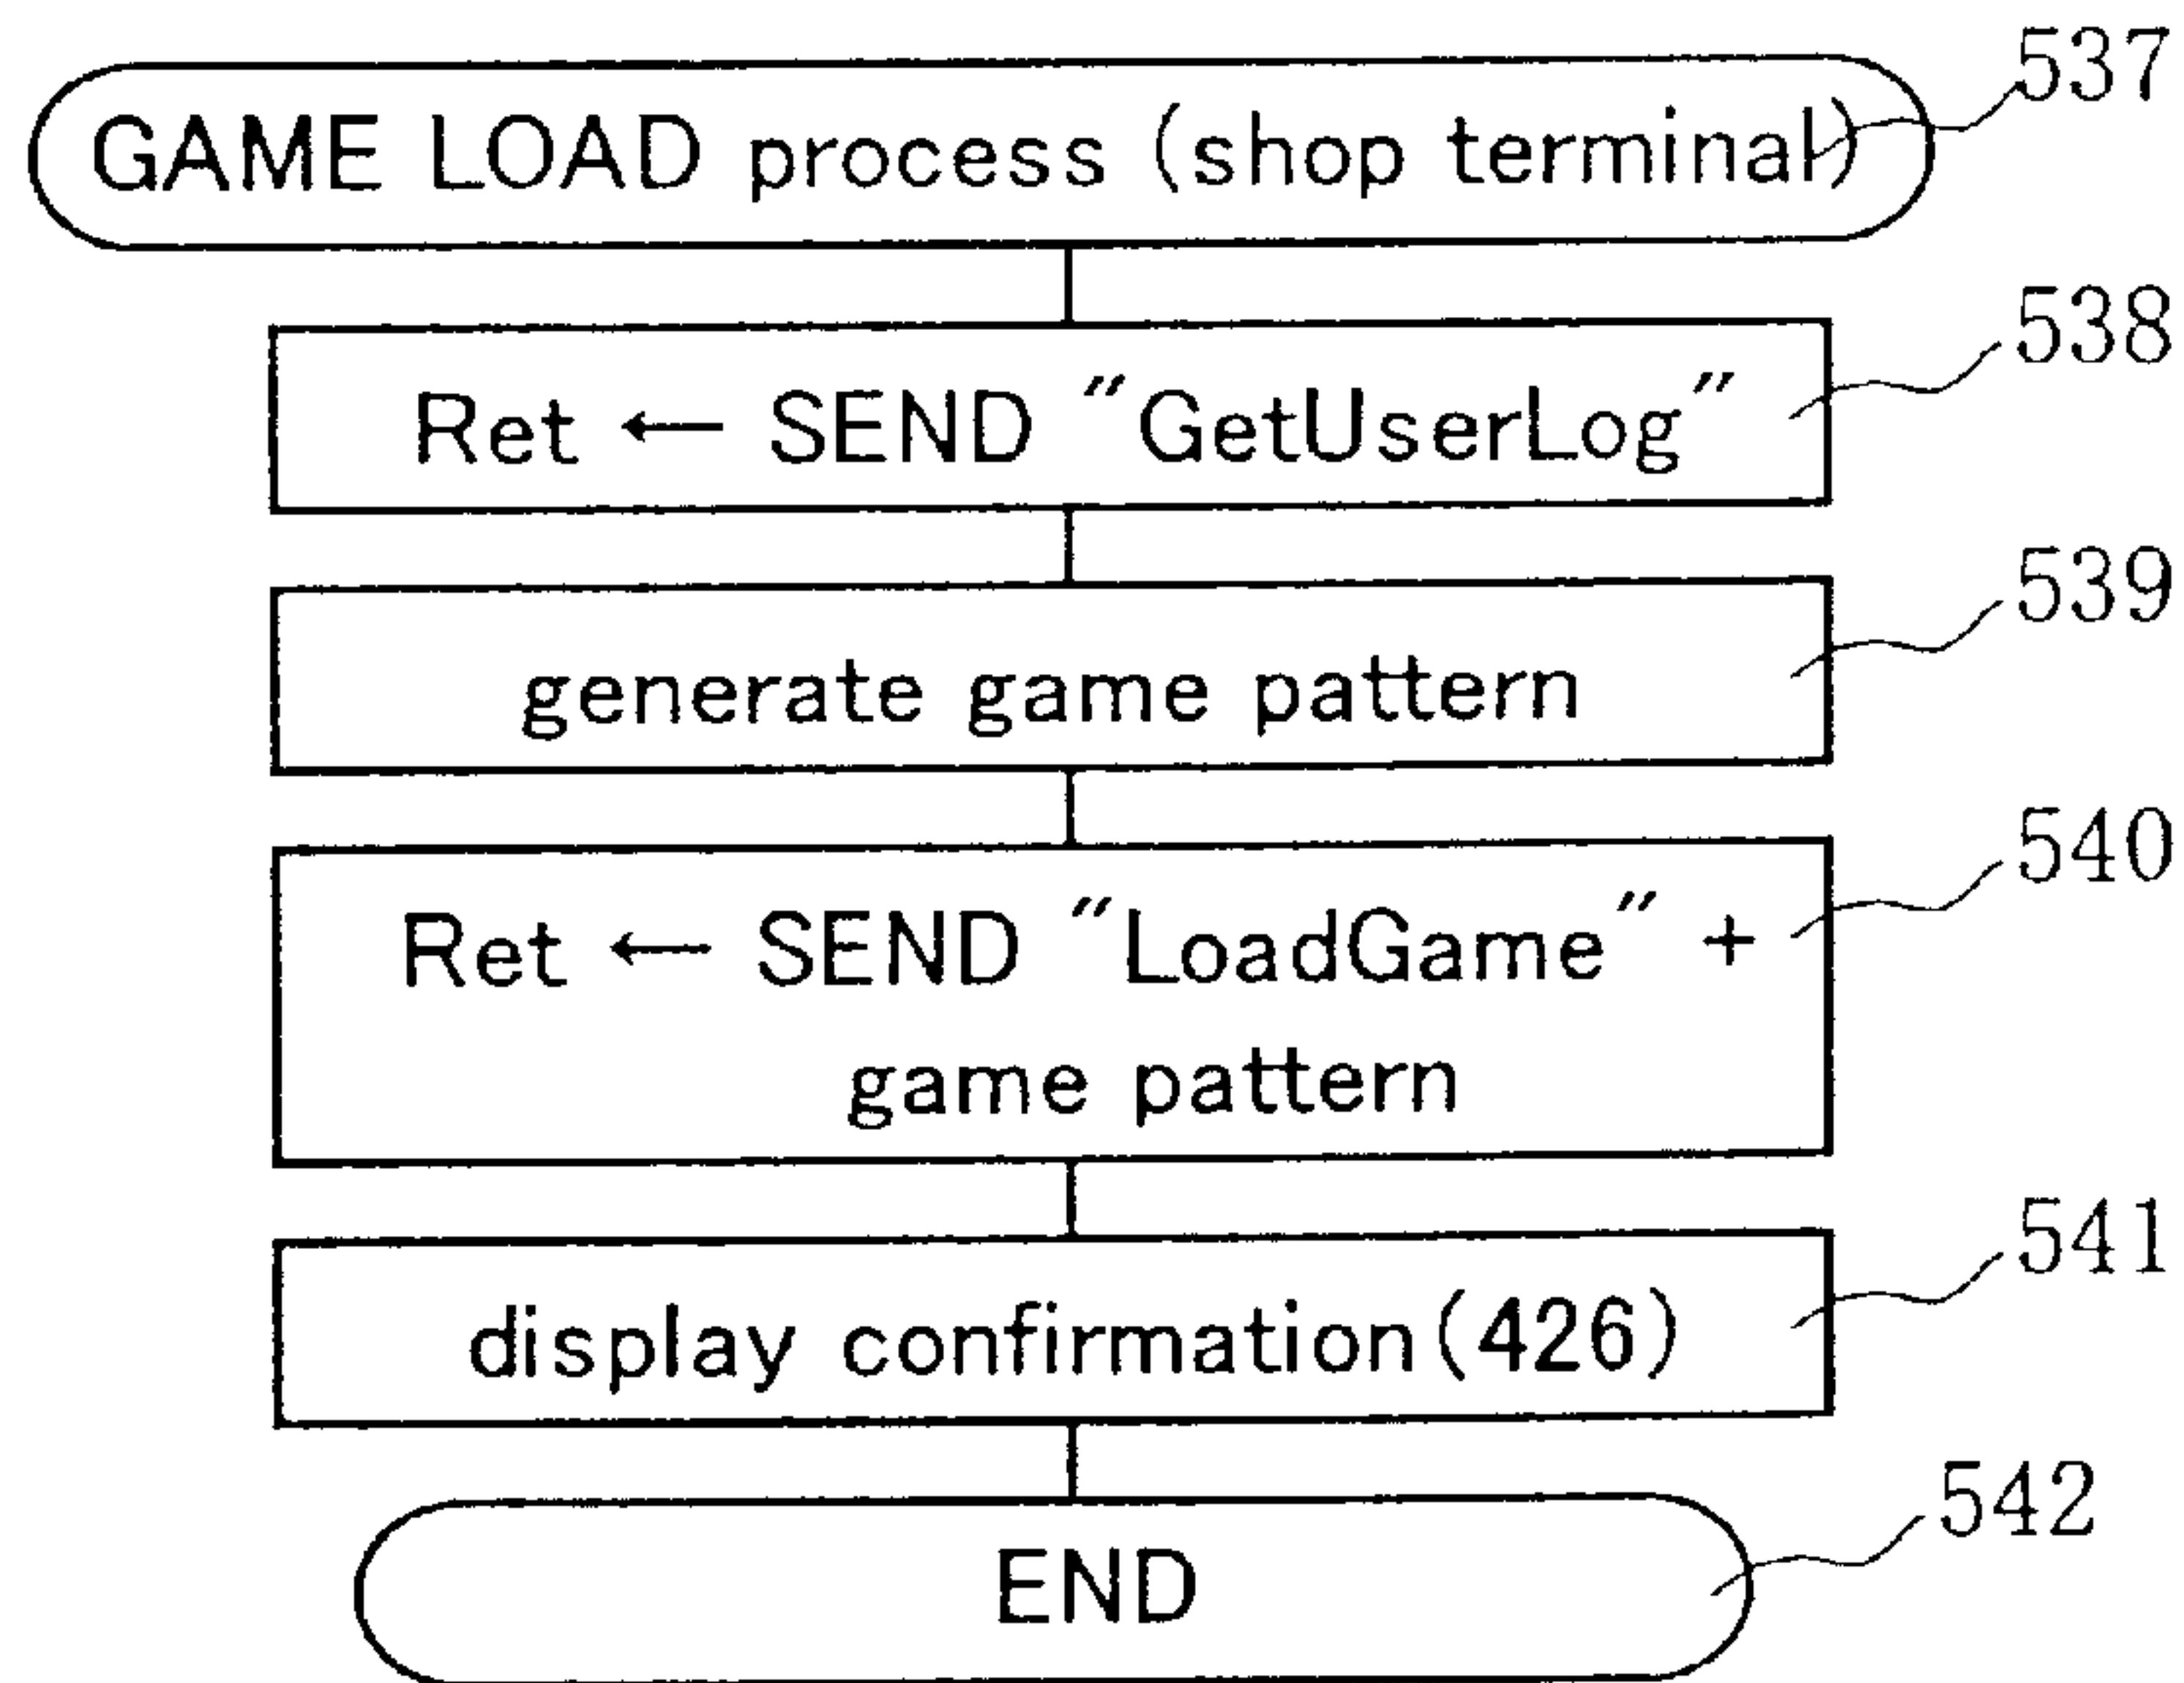 537
GAME LOAD process (shop terminal)
538
Ret ← SEND "GetUserLog"
539
generate game pattern
540
Ret ← SEND "LoadGame" +
game pattern
541
display confirmation(426)
542
END